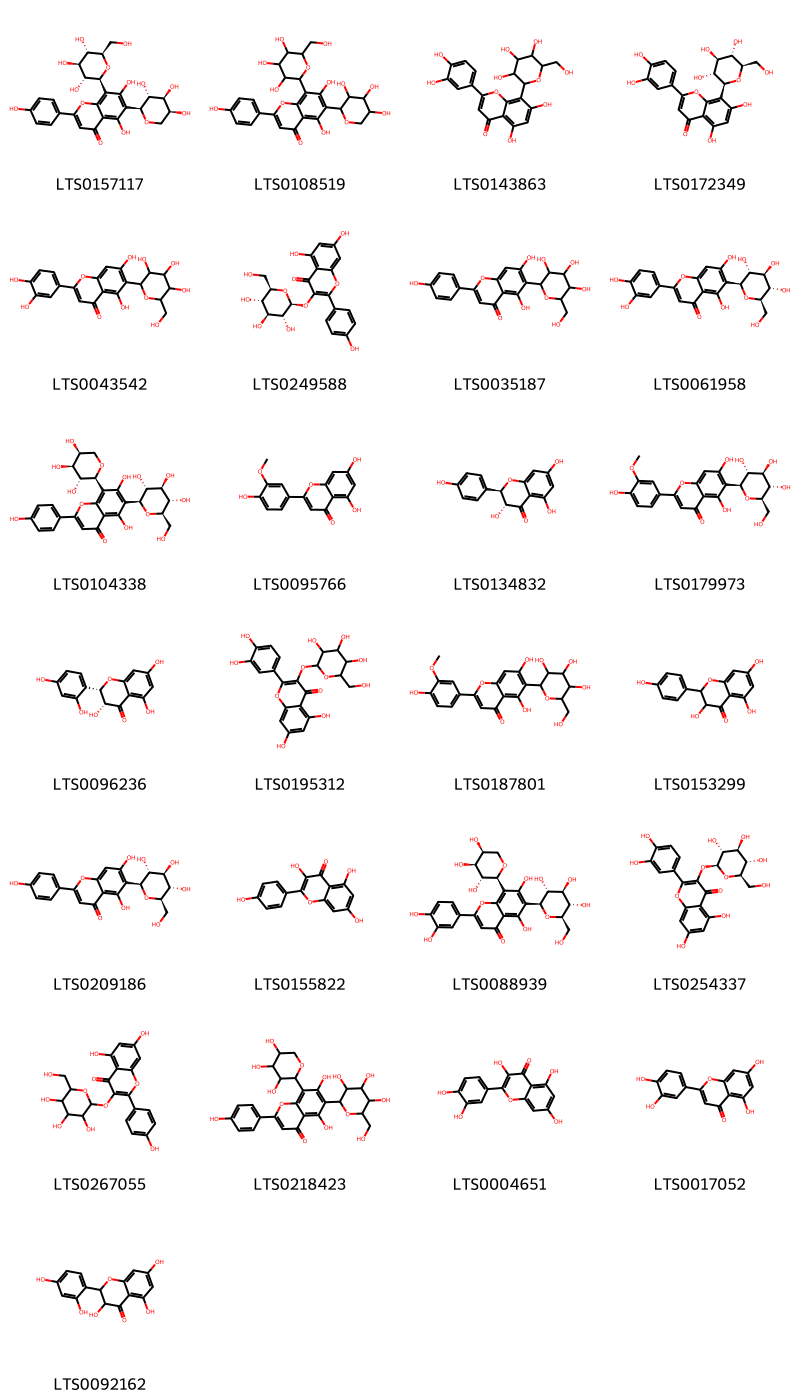 LTS0157117 LTS0108519 LTS0143863 LTS0172349
LTS0043542 LTS0249588 LTS0035187 LTS0061958
LTS0104338 LTS0095766 LTS0134832 LTS0179973
LTS0096236 LTS0195312 LTS0187801 LTS0153299
LTS0209186 LTS0155822 LTS0088939 LTS0254337
LTS0267055 LTS0218423 LTS0004651 LTS0017052
LTS0092162